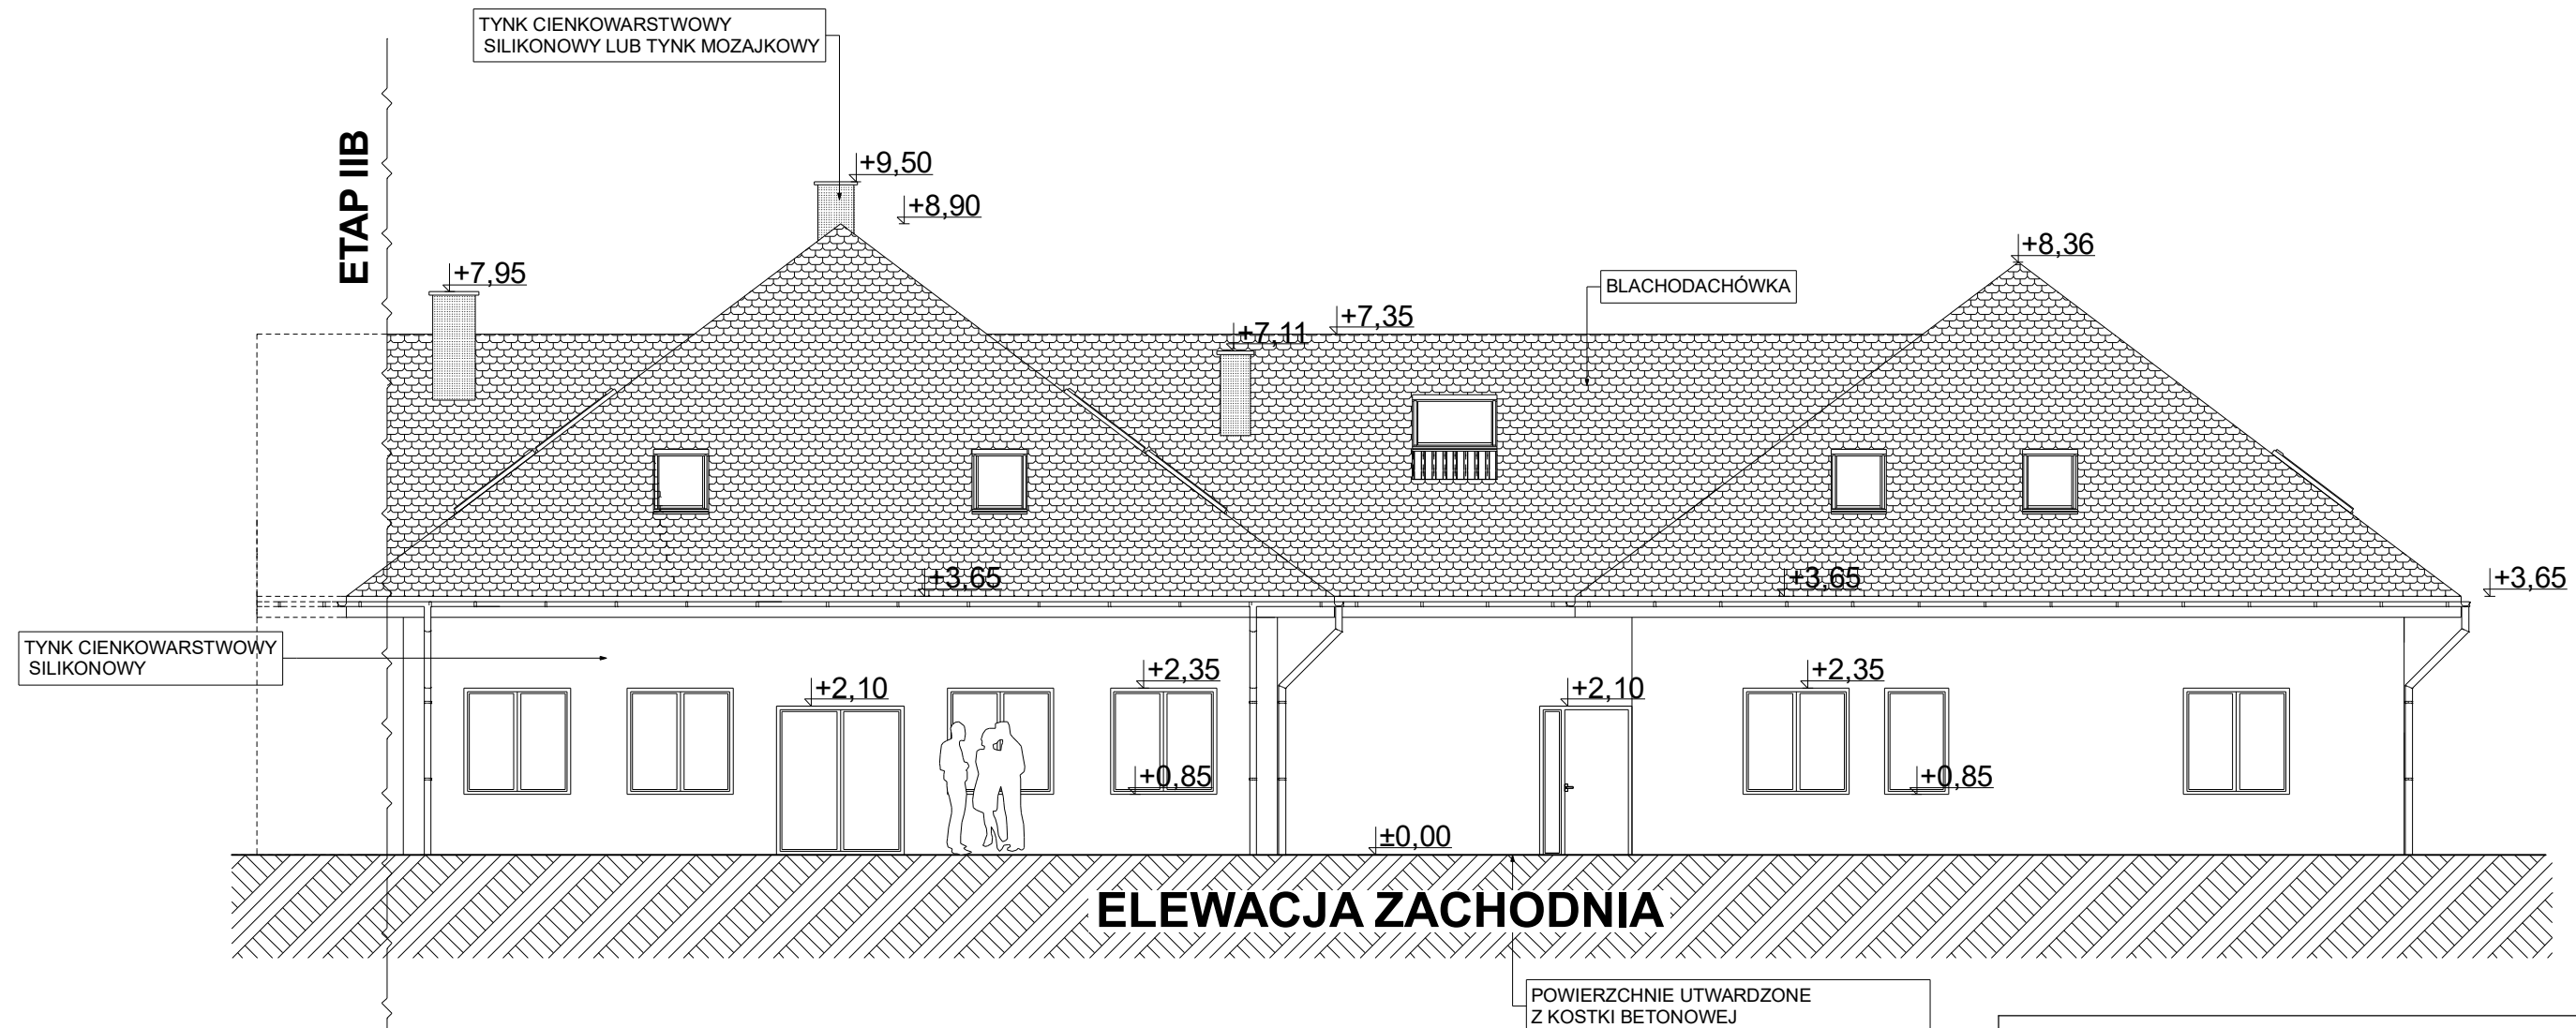 TYNK CIENKOWARSTWOWY
SILIKONOWY LUB TYNK MOZAJKOWY
ETAP IIB
+9,50
+8,90
+8,36
+7,95
BLACHODACHÓWKA
+7,35
+7,11
+3,65
+3,65
+3,65
TYNK CIENKOWARSTWOWY
SILIKONOWY
+2,10
+2,35
+2,10
+2,35
+0,85
+0,85
±0,00
ELEWACJA ZACHODNIA
POWIERZCHNIE UTWARDZONE
Z KOSTKI BETONOWEJ